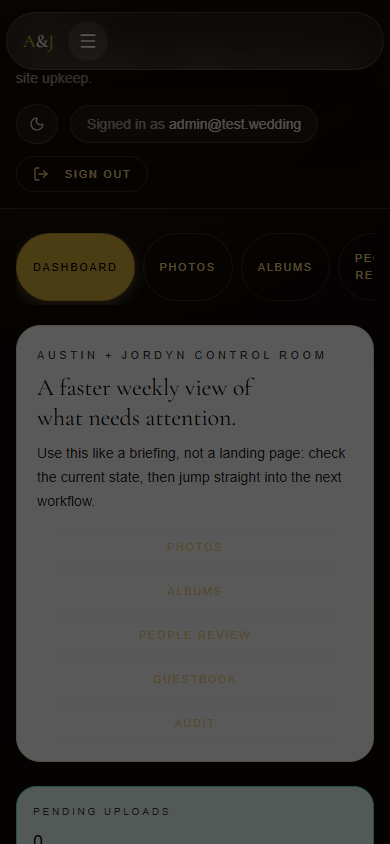 A&J
site upkeep.
Signed in as admin@test.wedding
SIGN OUT
DASHBOARD
PHOTOS
ALBUMS
AUSTIN + JORDYN CONTROL ROOM
A faster weekly view of
what needs attention.
Use this like a briefing, not a landing page: check
the current state, then jump straight into the next
workflow.
PHOTOS
ALBUMS
PEOPLE REVIEW
GUESTBOOK
AUDIT
PENDING UPLOADS
0